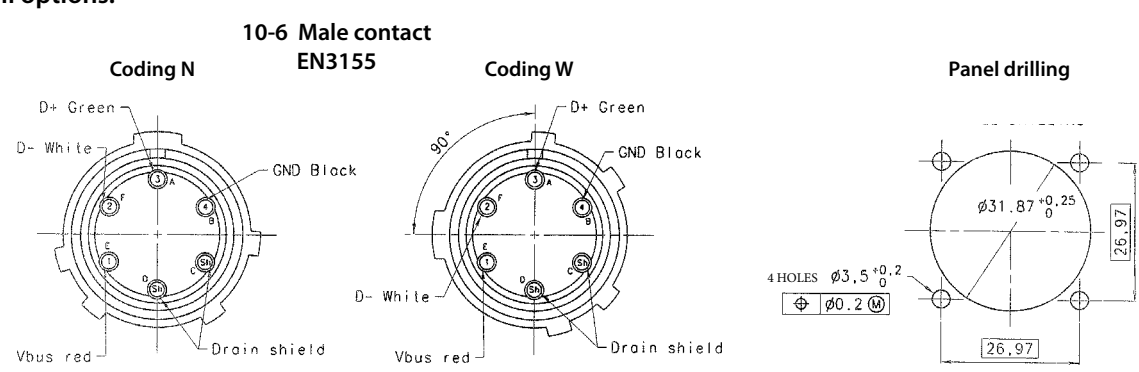 10-6 Male contact
EN3155
Coding N
D+ Green
D- White
GND Black
3 A
2 F
4 B
E 1
C Sh
D Sh
Vbus red
Drain shield
Coding W
90°
D+ Green
GND Black
3 A
2 F
4 B
E 1
C Sh
D Sh
D- White
Vbus red
Drain shield
Panel drilling
ø31.87 +0,25 0
26,97
4 HOLES ø3,5 +0,2 0
⌖ ø0.2 Ⓜ
26,97